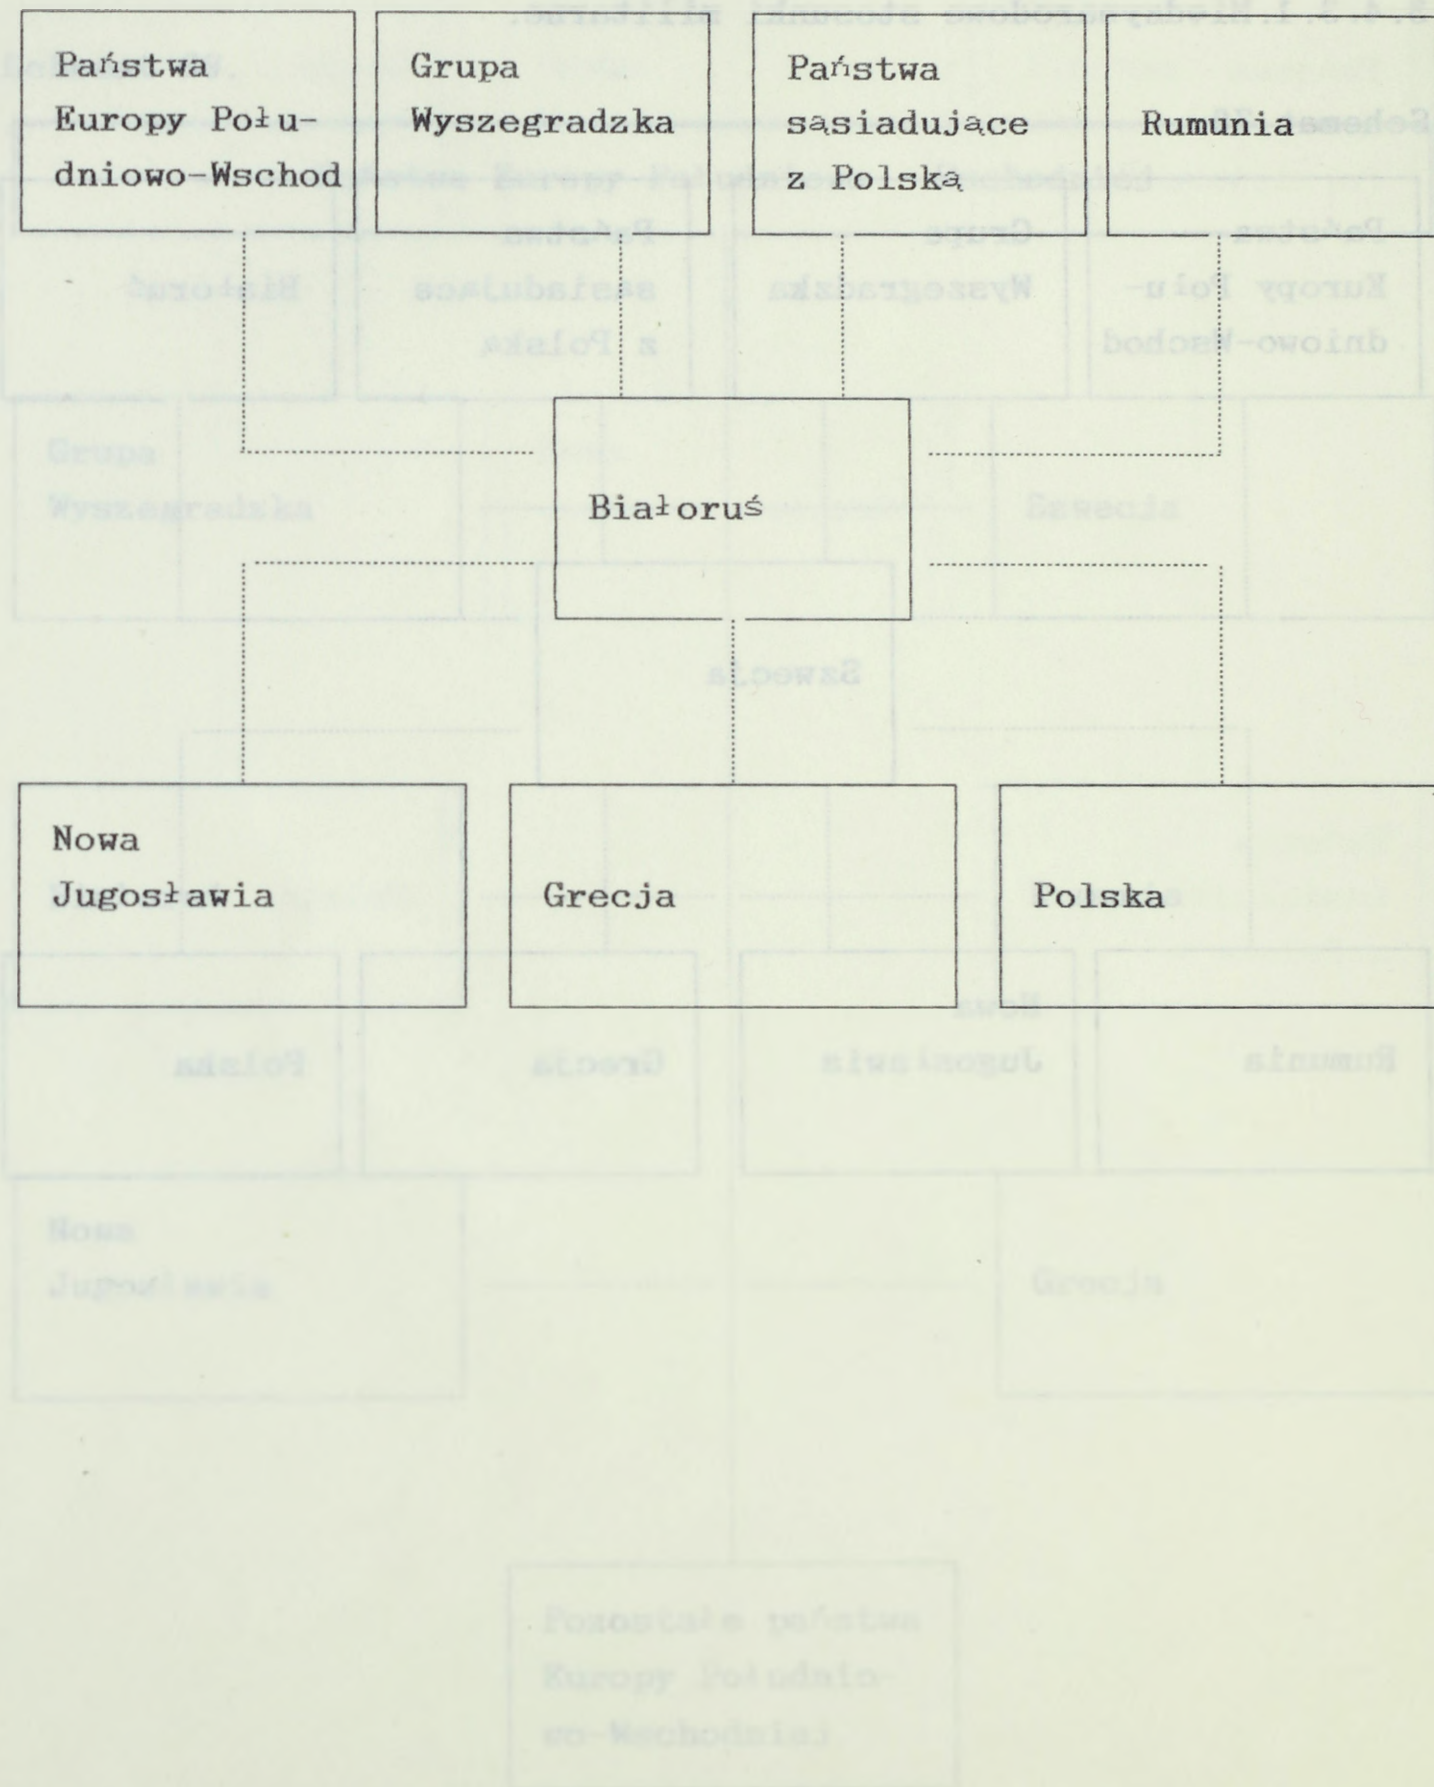 Państwa
Europy Połu-
dniowo-Wschod
Grupa
Wyszegradzka
Państwa
sąsiadujące
z Polską
Rumunia
Białoruś
Nowa
Jugosławia
Grecja
Polska